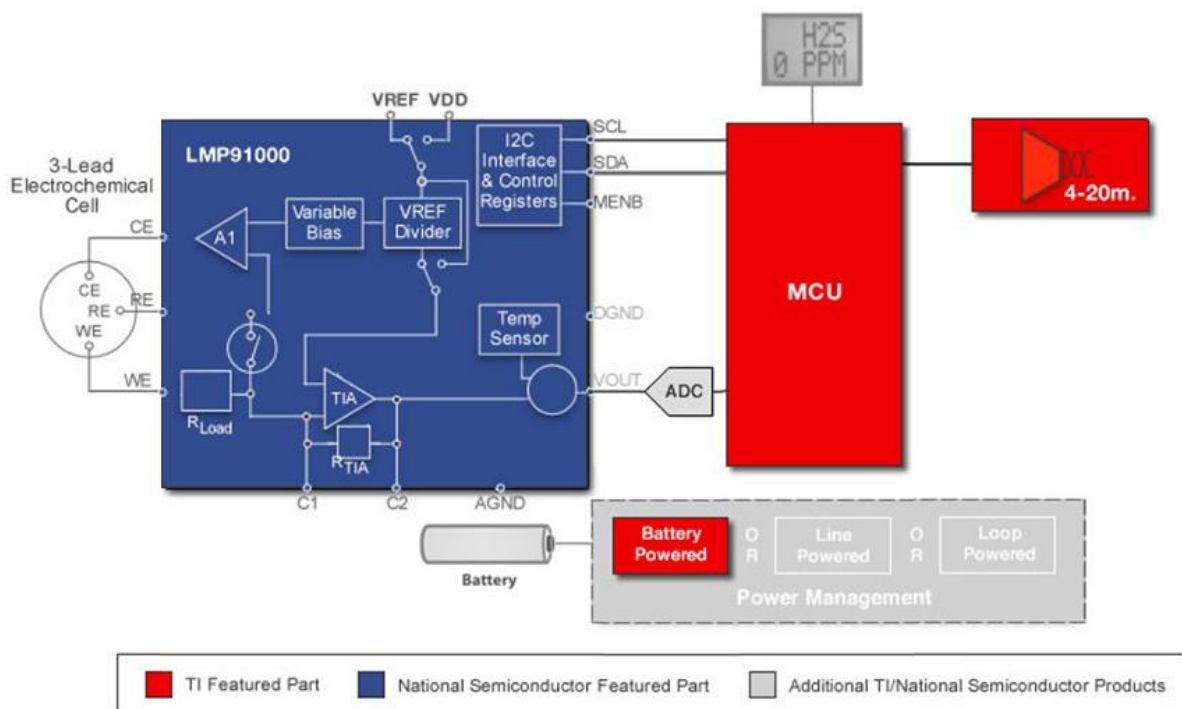 H2S
0 PPM
VREF VDD
LMP91000
I2C
Interface
& Control
Registers
SCL
SDA
MENB
3-Lead
Electrochemical
Cell
CE
A1
Variable
Bias
VREF
Divider
MCU
4-20m.
CE
RE
WE
RE
Temp
Sensor
DGND
WE
RLoad
TIA
VOUT
ADC
RTIA
C1
C2
AGND
Battery
Battery
Powered
OR
Line
Powered
OR
Loop
Powered
Power Management
TI Featured Part
National Semiconductor Featured Part
Additional TI/National Semiconductor Products